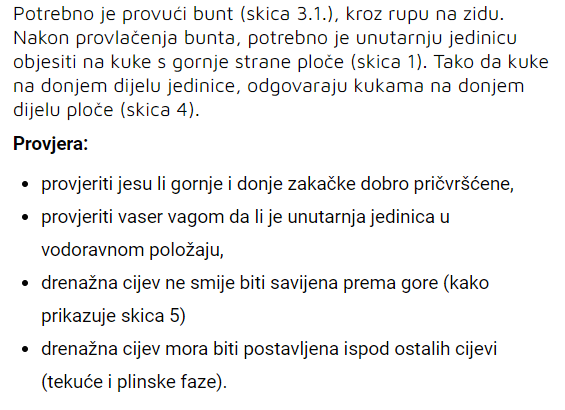 Potrebno je provući bunt (skica 3.1.), kroz rupu na zidu.
Nakon provlačenja bunta, potrebno je unutarnju jedinicu
objesiti na kuke s gornje strane ploče (skica 1). Tako da kuke
na donjem dijelu jedinice, odgovaraju kukama na donjem
dijelu ploče (skica 4).
Provjera:
• provjeriti jesu li gornje i donje zakačke dobro pričvršćene,
• provjeriti vaser vagom da li je unutarnja jedinica u
vodoravnom položaju,
• drenažna cijev ne smije biti savijena prema gore (kako
prikazuje skica 5)
• drenažna cijev mora biti postavljena ispod ostalih cijevi
(tekuće i plinske faze).